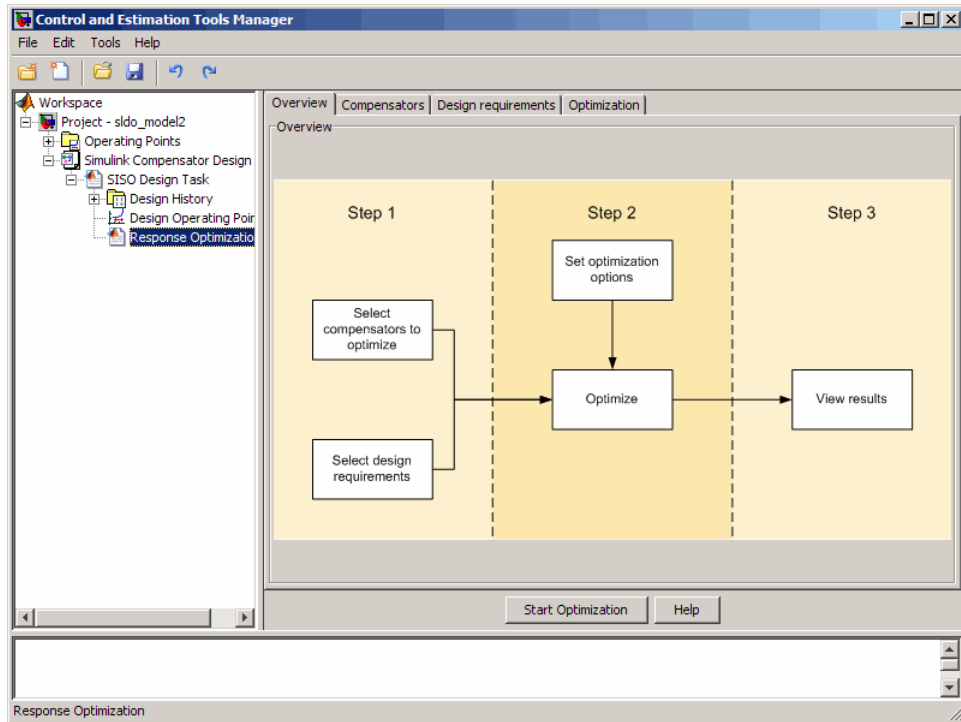 Control and Estimation Tools Manager
File Edit Tools Help
Workspace
Project - sldo_model2
Operating Points
Simulink Compensator Design
SISO Design Task
Design History
Design Operating Poir
Response Optimizatio
Overview Compensators Design requirements Optimization
Overview
Step 1
Step 2
Step 3
Set optimization
options
Select
compensators to
optimize
Optimize
View results
Select design
requirements
Start Optimization Help
Response Optimization